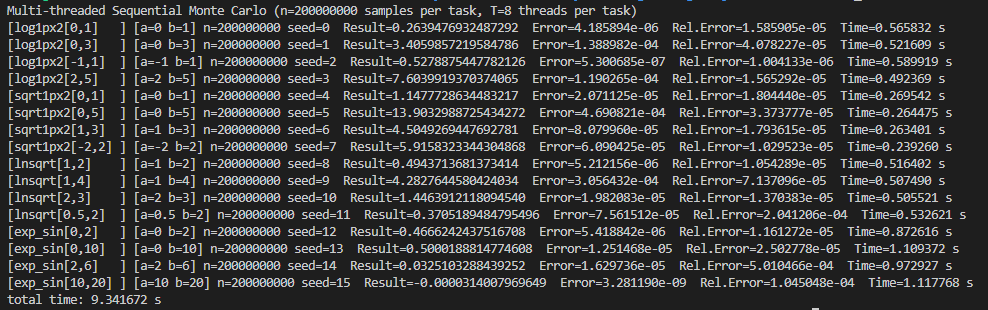 Multi-threaded Sequential Monte Carlo (n=200000000 samples per task, T=8 threads per task)
[log1px2[0,1]   ] [a=0 b=1] n=200000000 seed=0  Result=0.2639476932487292  Error=4.185894e-06  Rel.Error=1.585905e-05  Time=0.565832 s
[log1px2[0,3]   ] [a=0 b=3] n=200000000 seed=1  Result=3.4059857219584786  Error=1.388982e-04  Rel.Error=4.078227e-05  Time=0.521609 s
[log1px2[-1,1]  ] [a=-1 b=1] n=200000000 seed=2  Result=0.5278875447782126  Error=5.300685e-07  Rel.Error=1.004133e-06  Time=0.589919 s
[log1px2[2,5]   ] [a=2 b=5] n=200000000 seed=3  Result=7.6039919370374065  Error=1.190265e-04  Rel.Error=1.565292e-05  Time=0.492369 s
[sqrt1px2[0,1]  ] [a=0 b=1] n=200000000 seed=4  Result=1.1477728634483217  Error=2.071125e-05  Rel.Error=1.804440e-05  Time=0.269542 s
[sqrt1px2[0,5]  ] [a=0 b=5] n=200000000 seed=5  Result=13.9032988725434272  Error=4.690821e-04  Rel.Error=3.373777e-05  Time=0.264475 s
[sqrt1px2[1,3]  ] [a=1 b=3] n=200000000 seed=6  Result=4.5049269447692781  Error=8.079960e-05  Rel.Error=1.793615e-05  Time=0.263401 s
[sqrt1px2[-2,2] ] [a=-2 b=2] n=200000000 seed=7  Result=5.9158323344304868  Error=6.090425e-05  Rel.Error=1.029523e-05  Time=0.239260 s
[lnsqrt[1,2]    ] [a=1 b=2] n=200000000 seed=8  Result=0.4943713681373414  Error=5.212156e-06  Rel.Error=1.054289e-05  Time=0.516402 s
[lnsqrt[1,4]    ] [a=1 b=4] n=200000000 seed=9  Result=4.2827644580424034  Error=3.056432e-04  Rel.Error=7.137096e-05  Time=0.507490 s
[lnsqrt[2,3]    ] [a=2 b=3] n=200000000 seed=10  Result=1.4463912118094540  Error=1.982083e-05  Rel.Error=1.370383e-05  Time=0.505521 s
[lnsqrt[0.5,2]  ] [a=0.5 b=2] n=200000000 seed=11  Result=0.3705189484795496  Error=7.561512e-05  Rel.Error=2.041206e-04  Time=0.532621 s
[exp_sin[0,2]   ] [a=0 b=2] n=200000000 seed=12  Result=0.4666242437516708  Error=5.418842e-06  Rel.Error=1.161272e-05  Time=0.872616 s
[exp_sin[0,10]  ] [a=0 b=10] n=200000000 seed=13  Result=0.5000188814774608  Error=1.251468e-05  Rel.Error=2.502778e-05  Time=1.109372 s
[exp_sin[2,6]   ] [a=2 b=6] n=200000000 seed=14  Result=0.0325103288439252  Error=1.629736e-05  Rel.Error=5.010466e-04  Time=0.972927 s
[exp_sin[10,20] ] [a=10 b=20] n=200000000 seed=15  Result=-0.0000314007969649  Error=3.281190e-09  Rel.Error=1.045048e-04  Time=1.117768 s
total time: 9.341672 s